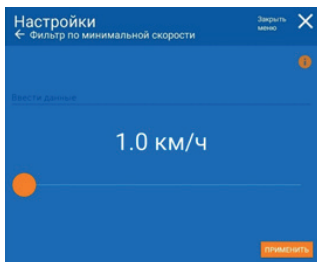 Настройки
Закрыть
меню
Фильтр по минимальной скорости
Ввести данные
1.0 км/ч
ПРИМЕНИТЬ